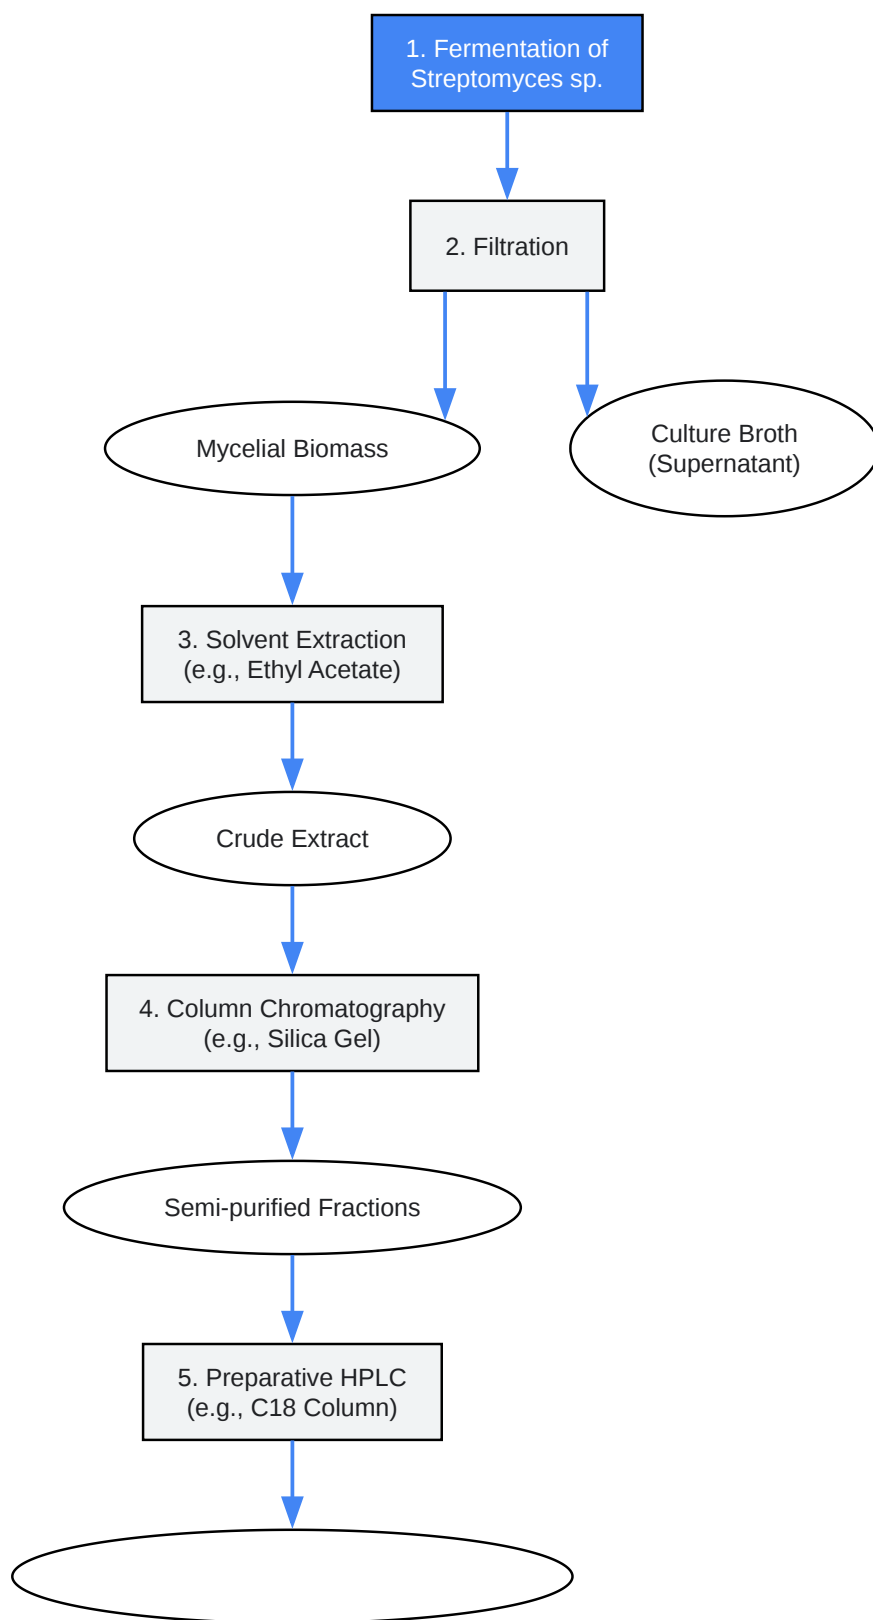 1. Fermentation of
Streptomyces sp.
2. Filtration
Mycelial Biomass
Culture Broth
(Supernatant)
3. Solvent Extraction
(e.g., Ethyl Acetate)
Crude Extract
4. Column Chromatography
(e.g., Silica Gel)
Semi-purified Fractions
5. Preparative HPLC
(e.g., C18 Column)